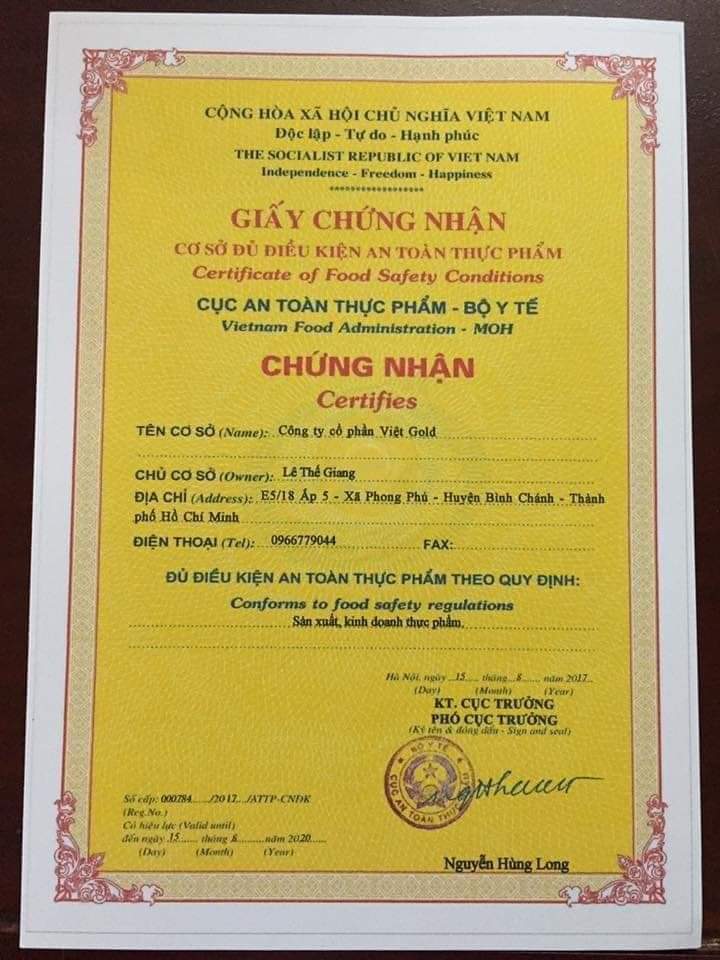 CỘNG HÒA XÃ HỘI CHỦ NGHĨA VIỆT NAM
Độc lập - Tự do - Hạnh phúc
THE SOCIALIST REPUBLIC OF VIET NAM
Independence - Freedom - Happiness
******************
GIẤY CHỨNG NHẬN
CƠ SỞ ĐỦ ĐIỀU KIỆN AN TOÀN THỰC PHẨM
Certificate of Food Safety Conditions
CỤC AN TOÀN THỰC PHẨM - BỘ Y TẾ
Vietnam Food Administration - MOH
CHỨNG NHẬN
Certifies
TÊN CƠ SỞ (Name): Công ty cổ phần Việt Gold
CHỦ CƠ SỞ (Owner): Lê Thế Giang
ĐỊA CHỈ (Address): E5/18 Ấp 5 - Xã Phong Phú - Huyện Bình Chánh - Thành
phố Hồ Chí Minh
ĐIỆN THOẠI (Tel): 0966779044 FAX:
ĐỦ ĐIỀU KIỆN AN TOÀN THỰC PHẨM THEO QUY ĐỊNH:
Conforms to food safety regulations
Sản xuất, kinh doanh thực phẩm.
Hà Nội, ngày 15 tháng 8 năm 2017
(Day) (Month) (Year)
KT. CỤC TRƯỞNG
PHÓ CỤC TRƯỞNG
(Ký tên & đóng dấu - Sign and seal)
BỘ Y TẾ
CỤC AN TOÀN THỰC
Số cấp: 000784 /2017 /ATTP-CNĐK
(Reg.No.)
Có hiệu lực (Valid until)
đến ngày 15 tháng 8 năm 2020
(Day) (Month) (Year)
Nguyễn Hùng Long